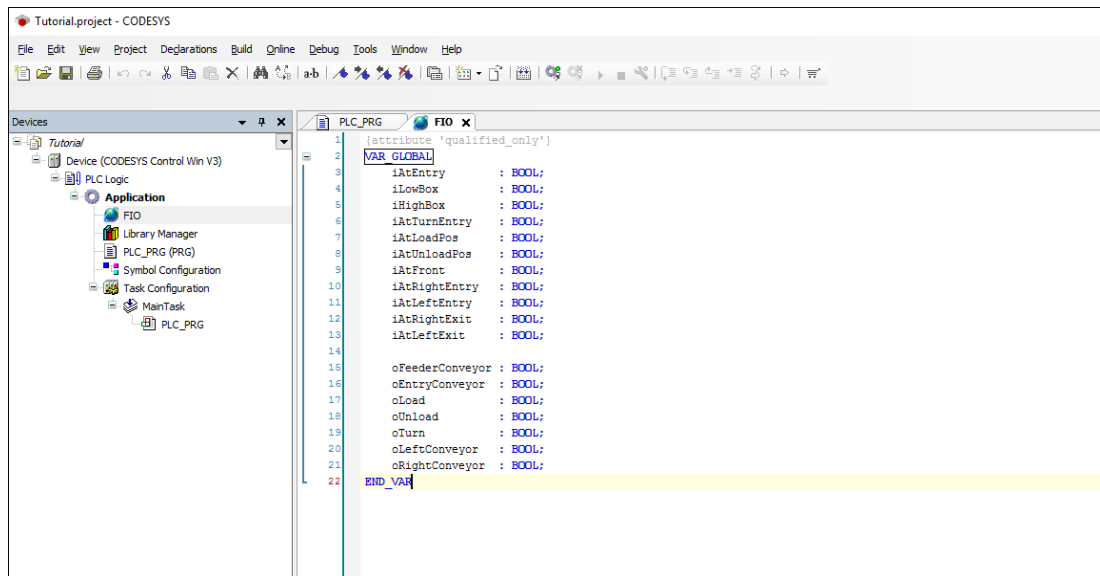 Tutorial.project - CODESYS
File Edit View Project Declarations Build Online Debug Tools Window Help
Devices
Tutorial
Device (CODESYS Control Win V3)
PLC Logic
Application
FIO
Library Manager
PLC_PRG (PRG)
Symbol Configuration
Task Configuration
MainTask
PLC_PRG
PLC_PRG FIO
1 {attribute 'qualified_only'}
2 VAR_GLOBAL
3 iAtEntry : BOOL;
4 iLowBox : BOOL;
5 iHighBox : BOOL;
6 iAtTurnEntry : BOOL;
7 iAtLoadPos : BOOL;
8 iAtUnloadPos : BOOL;
9 iAtFront : BOOL;
10 iAtRightEntry : BOOL;
11 iAtLeftEntry : BOOL;
12 iAtRightExit : BOOL;
13 iAtLeftExit : BOOL;
14
15 oFeederConveyor : BOOL;
16 oEntryConveyor : BOOL;
17 oLoad : BOOL;
18 oUnload : BOOL;
19 oTurn : BOOL;
20 oLeftConveyor : BOOL;
21 oRightConveyor : BOOL;
22 END_VAR